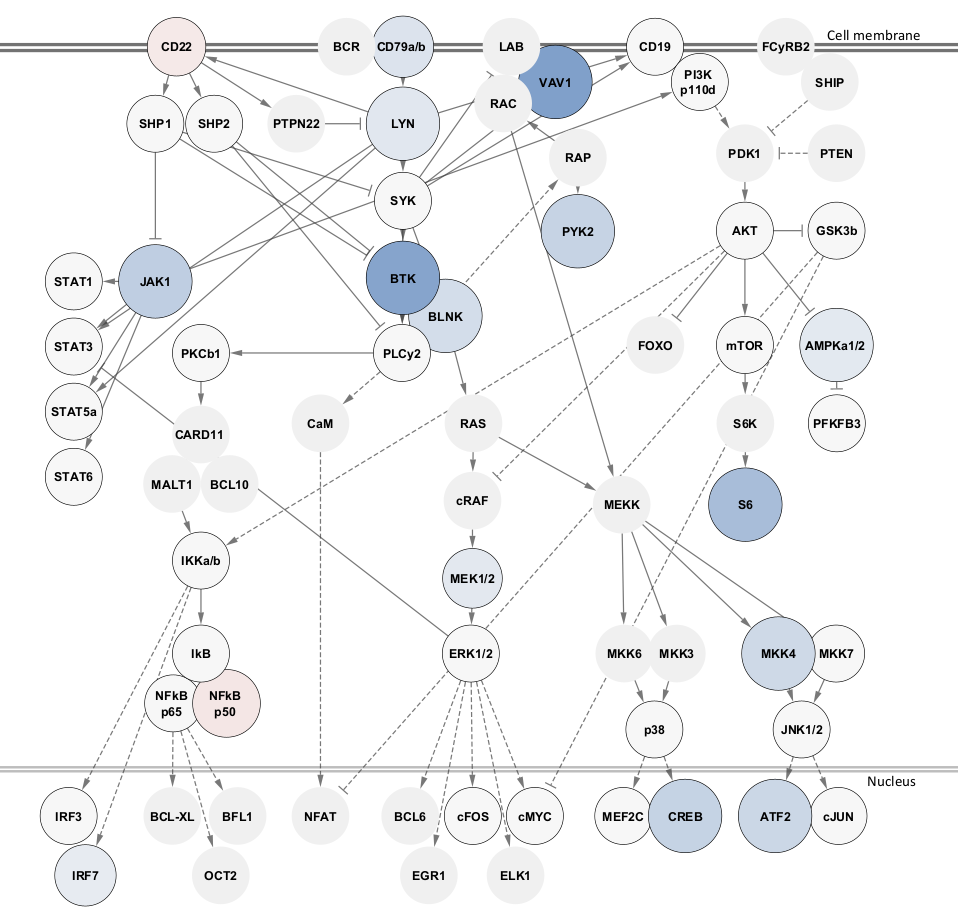 Cell membrane
CD22
BCR
CD79a/b
LAB
CD19
FCyRB2
VAV1
PI3K
p110d
SHIP
RAC
SHP1
SHP2
PTPN22
LYN
RAP
PDK1
PTEN
SYK
PYK2
AKT
GSK3b
STAT1
JAK1
BTK
BLNK
STAT3
PKCb1
PLCy2
FOXO
mTOR
AMPKa1/2
STAT5a
CARD11
CaM
RAS
S6K
PFKFB3
STAT6
MALT1
BCL10
cRAF
MEKK
S6
IKKa/b
MEK1/2
IkB
ERK1/2
MKK6
MKK3
MKK4
MKK7
NFkB
p65
NFkB
p50
p38
JNK1/2
Nucleus
IRF3
BCL-XL
BFL1
NFAT
BCL6
cFOS
cMYC
MEF2C
CREB
ATF2
cJUN
IRF7
OCT2
EGR1
ELK1